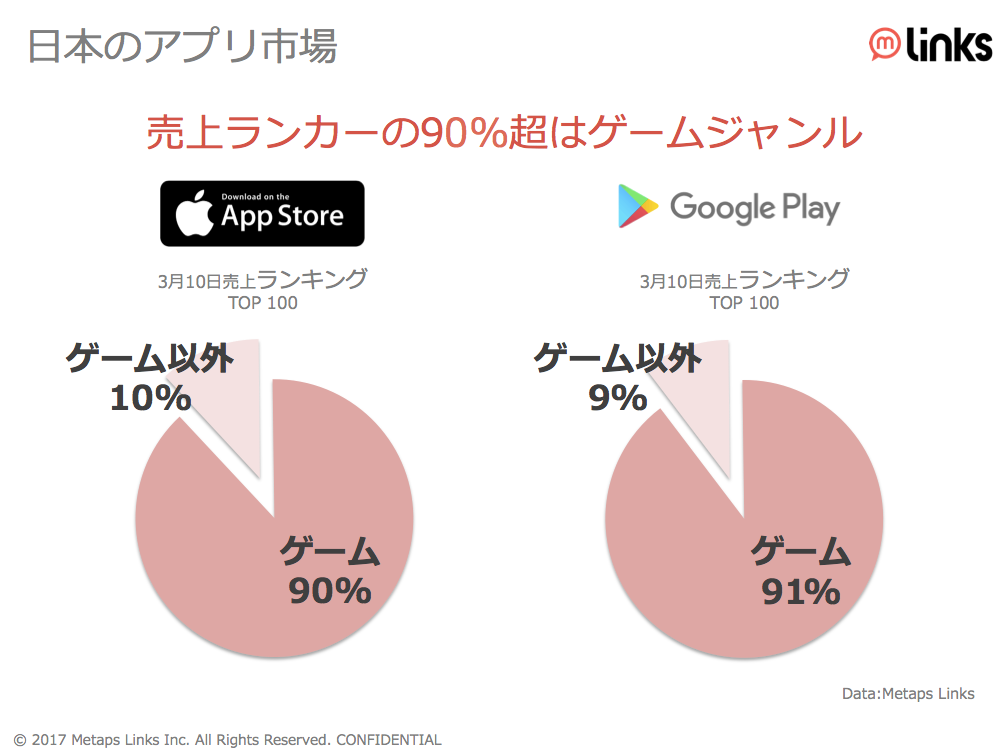 日本のアプリ市場
links
売上ランカーの90%超はゲームジャンル
Download on the
App Store
Google Play
3月10日売上ランキング
TOP 100
3月10日売上ランキング
TOP 100
ゲーム以外
10%
ゲーム
90%
ゲーム以外
9%
ゲーム
91%
Data:Metaps Links
© 2017 Metaps Links Inc. All Rights Reserved. CONFIDENTIAL